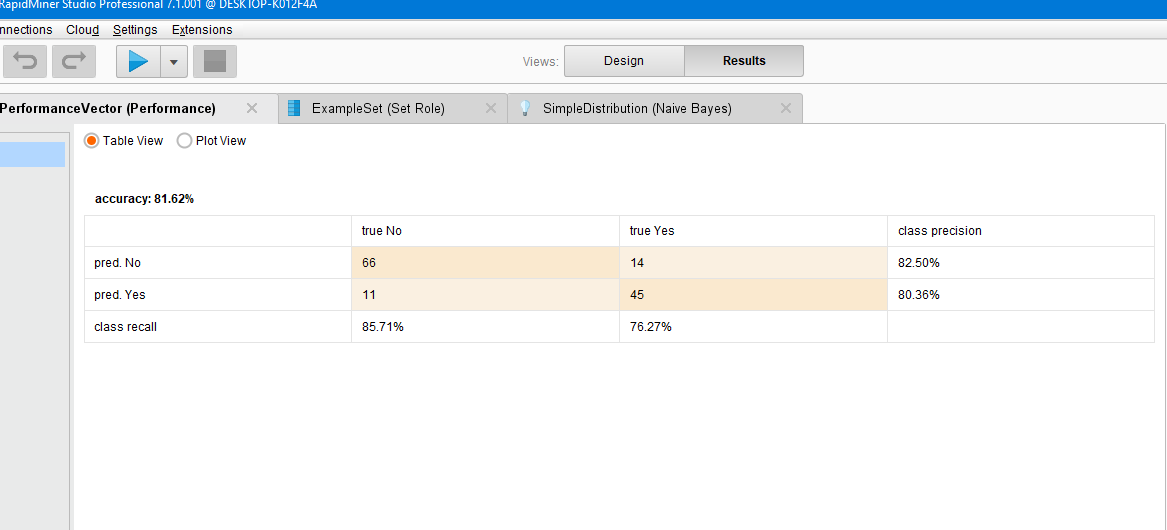 RapidMiner Studio Professional 7.1.001 @ DESKTOP-K012F4A
nnections Cloud Settings Extensions
Views: Design Results
PerformanceVector (Performance) ExampleSet (Set Role) SimpleDistribution (Naive Bayes)
Table View Plot View
accuracy: 81.62%
true No true Yes class precision
pred. No 66 14 82.50%
pred. Yes 11 45 80.36%
class recall 85.71% 76.27%